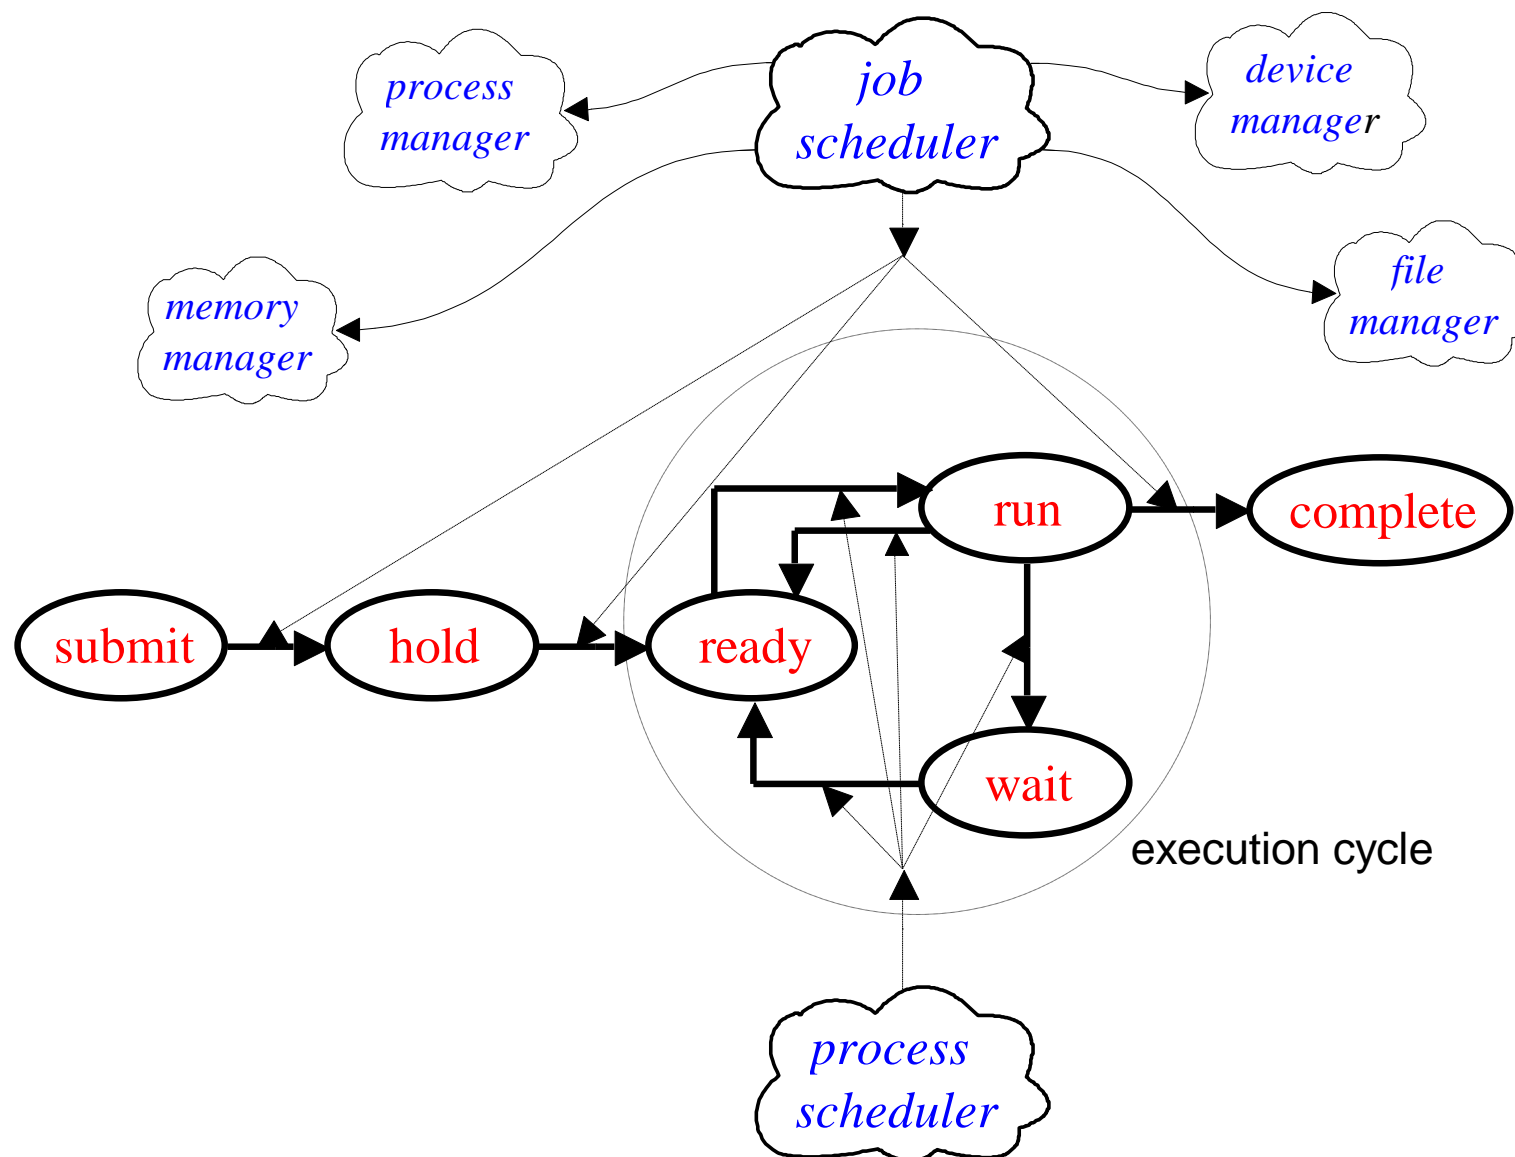 process
manager
job
scheduler
device
manager
memory
manager
file
manager
run
complete
submit
hold
ready
wait
execution cycle
process
scheduler